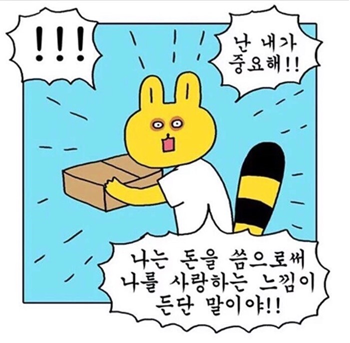 !!!
난 내가
중요해!!
나는 돈을 씀으로써
나를 사랑하는 느낌이
든단 말이야!!